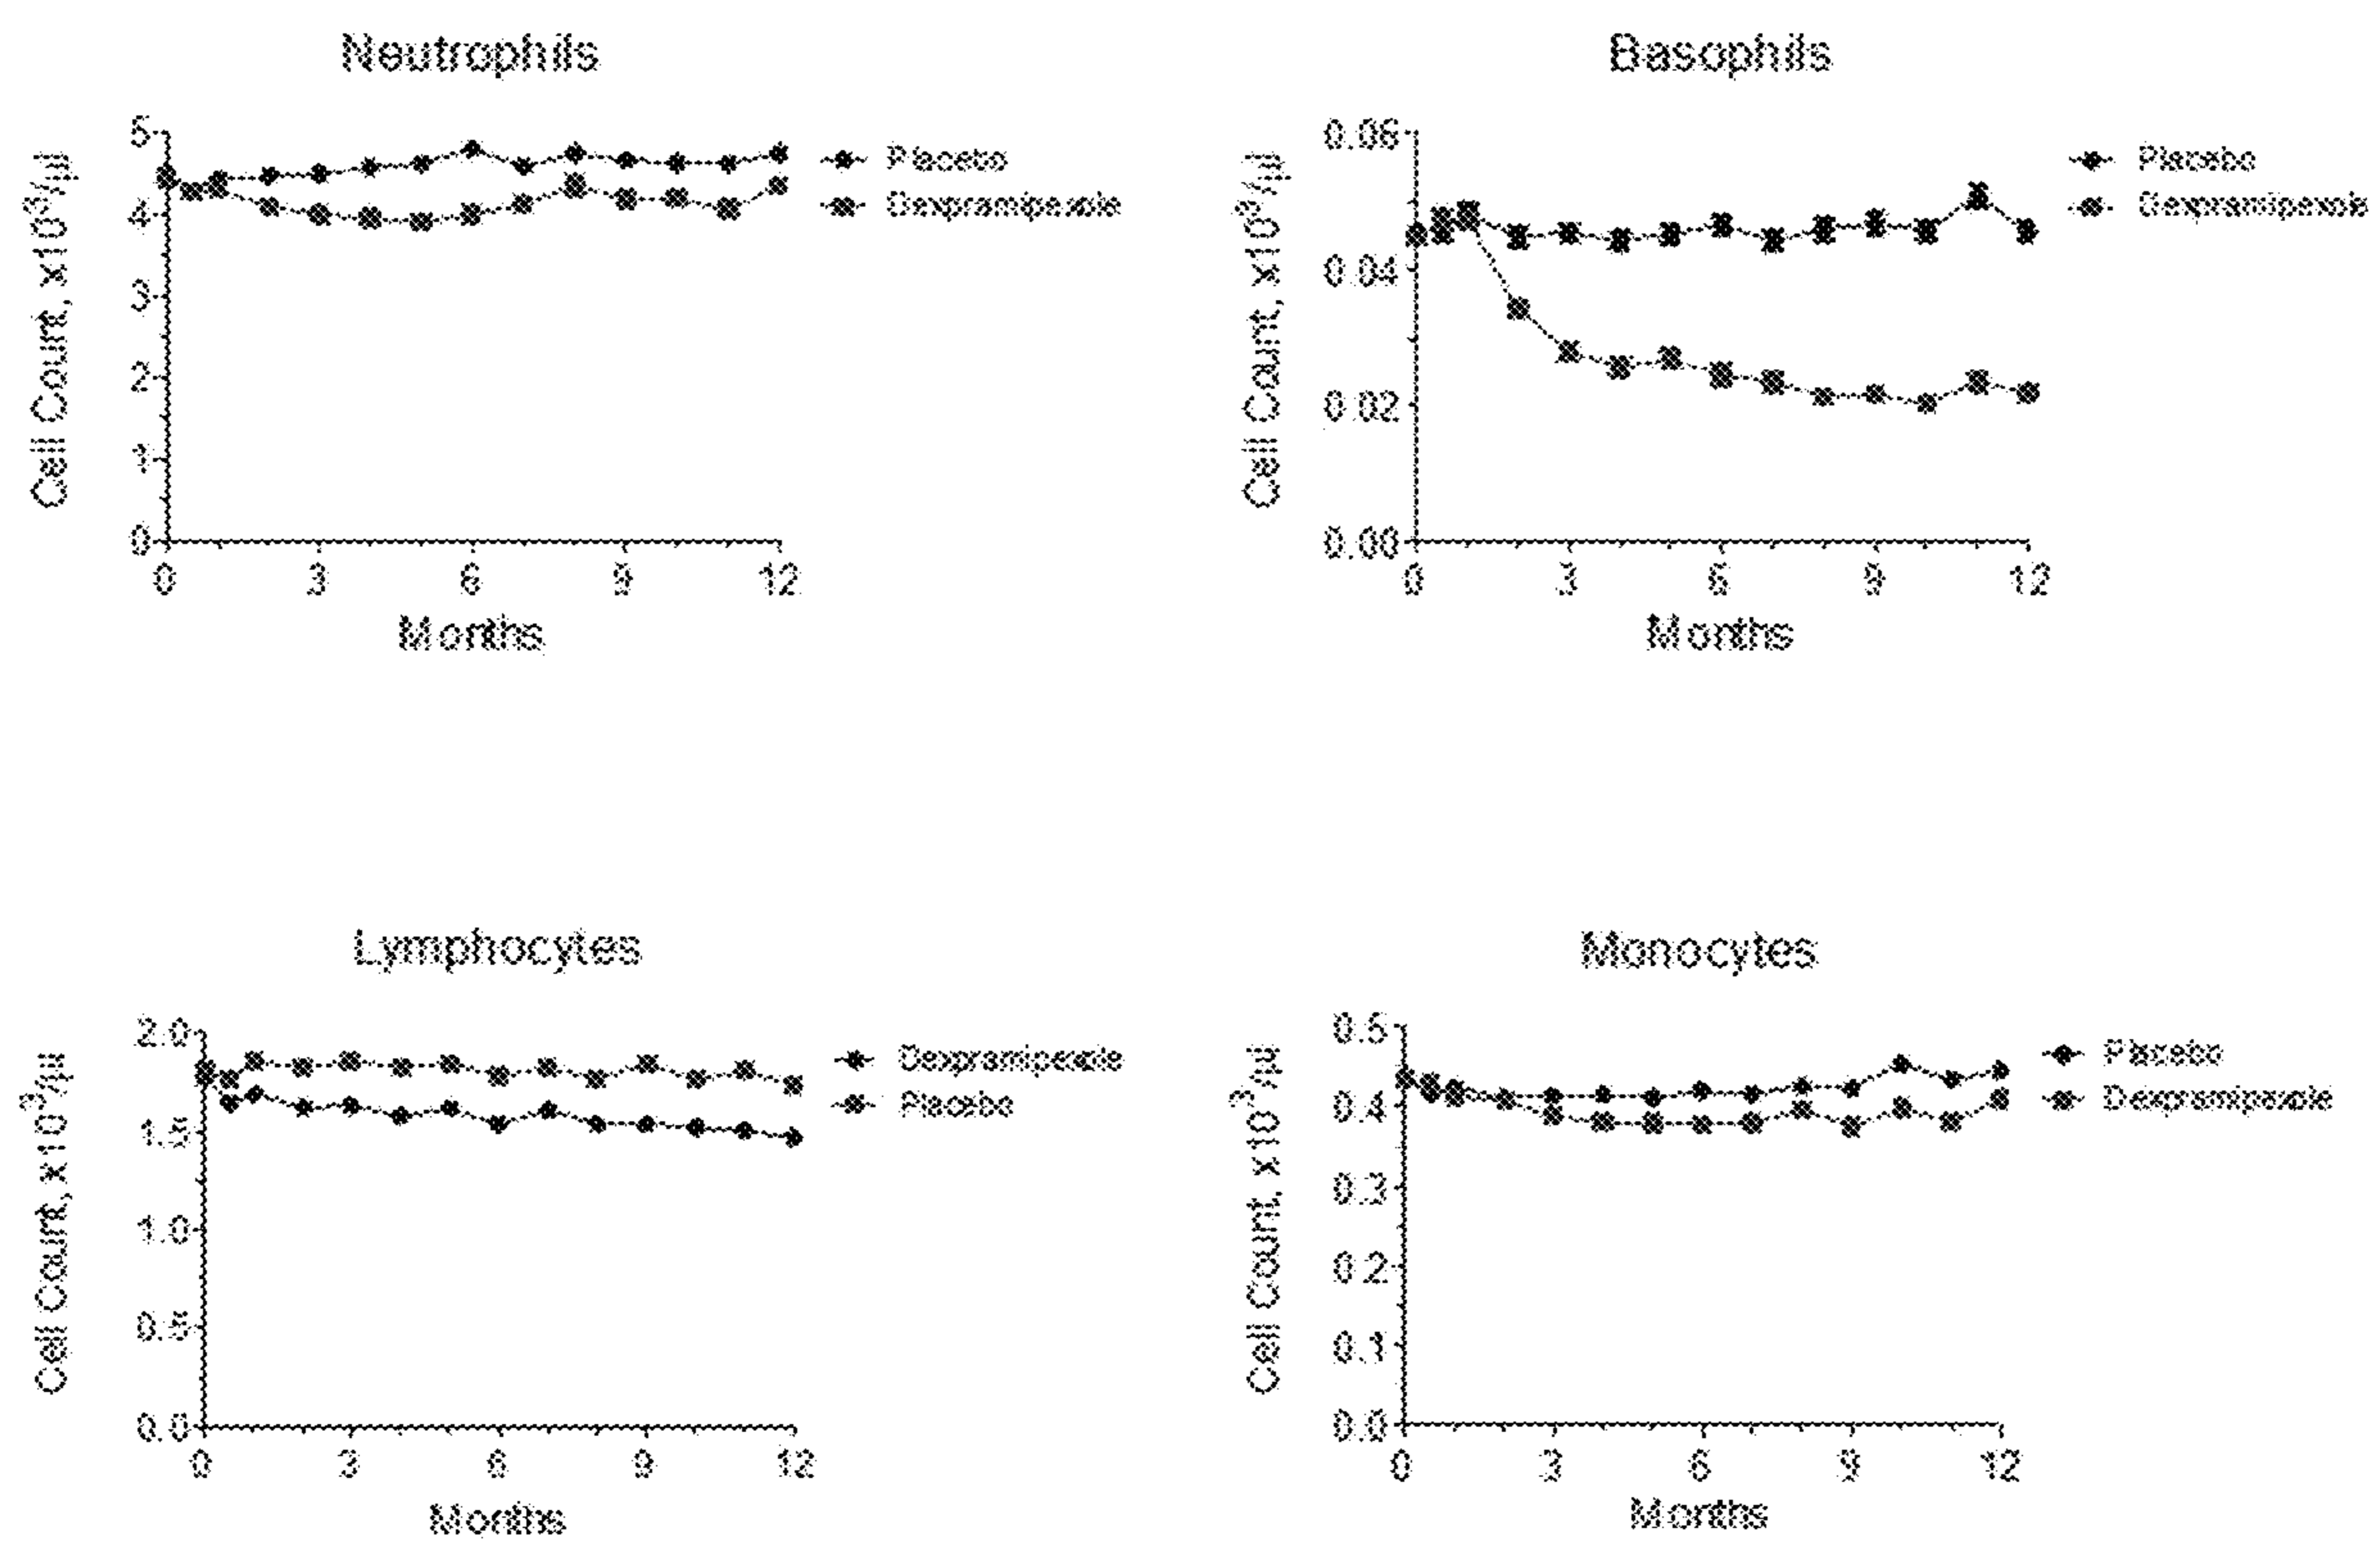 Neutrophils
Cell Count, x10³/µl
5
4
3
2
1
0
0 3 6 9 12
Months
Placebo
Dexpramipexole
Basophils
Cell Count, x10³/µl
0.06
0.04
0.02
0.00
0 3 6 9 12
Months
Placebo
Dexpramipexole
Lymphocytes
Cell Count, x10³/µl
2.0
1.5
1.0
0.5
0.0
0 3 6 9 12
Months
Dexpramipexole
Placebo
Monocytes
Cell Count, x10³/µl
0.5
0.4
0.3
0.2
0.1
0.0
0 3 6 9 12
Months
Placebo
Dexpramipexole